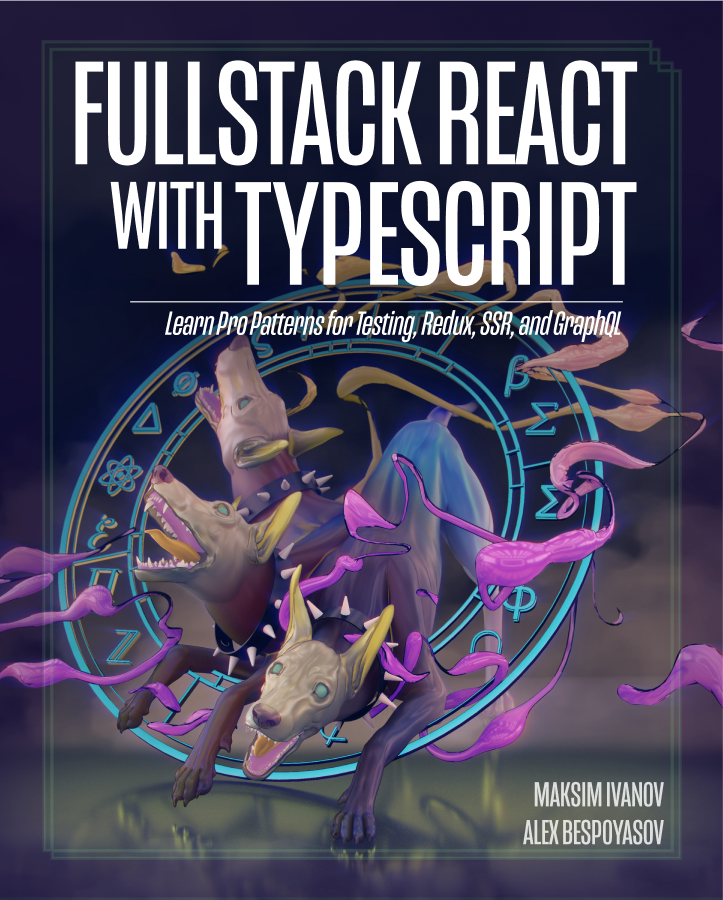 FULLSTACK REACT
WITH TYPESCRIPT
Learn Pro Patterns for Testing, Redux, SSR, and GraphQL
MAKSIM IVANOV
ALEX BESPOYASOV